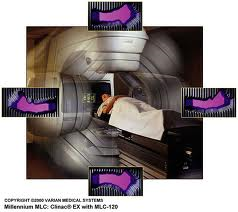 COPYRIGHT ©2000 VARIAN MEDICAL SYSTEMS
Millennium MLC: Clinac® EX with MLC-120